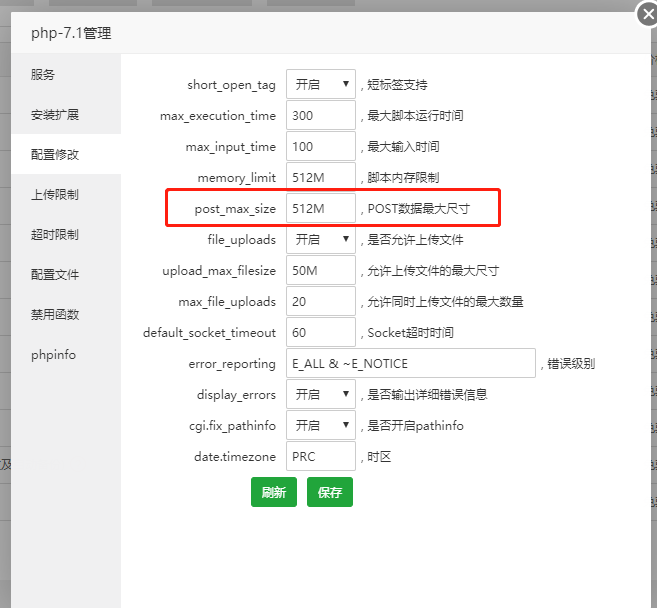 php-7.1管理
服务
安装扩展
配置修改
上传限制
超时限制
配置文件
禁用函数
phpinfo
short_open_tag 开启 , 短标签支持
max_execution_time 300 , 最大脚本运行时间
max_input_time 100 , 最大输入时间
memory_limit 512M , 脚本内存限制
post_max_size 512M , POST数据最大尺寸
file_uploads 开启 , 是否允许上传文件
upload_max_filesize 50M , 允许上传文件的最大尺寸
max_file_uploads 20 , 允许同时上传文件的最大数量
default_socket_timeout 60 , Socket超时时间
error_reporting E_ALL & ~E_NOTICE , 错误级别
display_errors 开启 , 是否输出详细错误信息
cgi.fix_pathinfo 开启 , 是否开启pathinfo
date.timezone PRC , 时区
刷新 保存